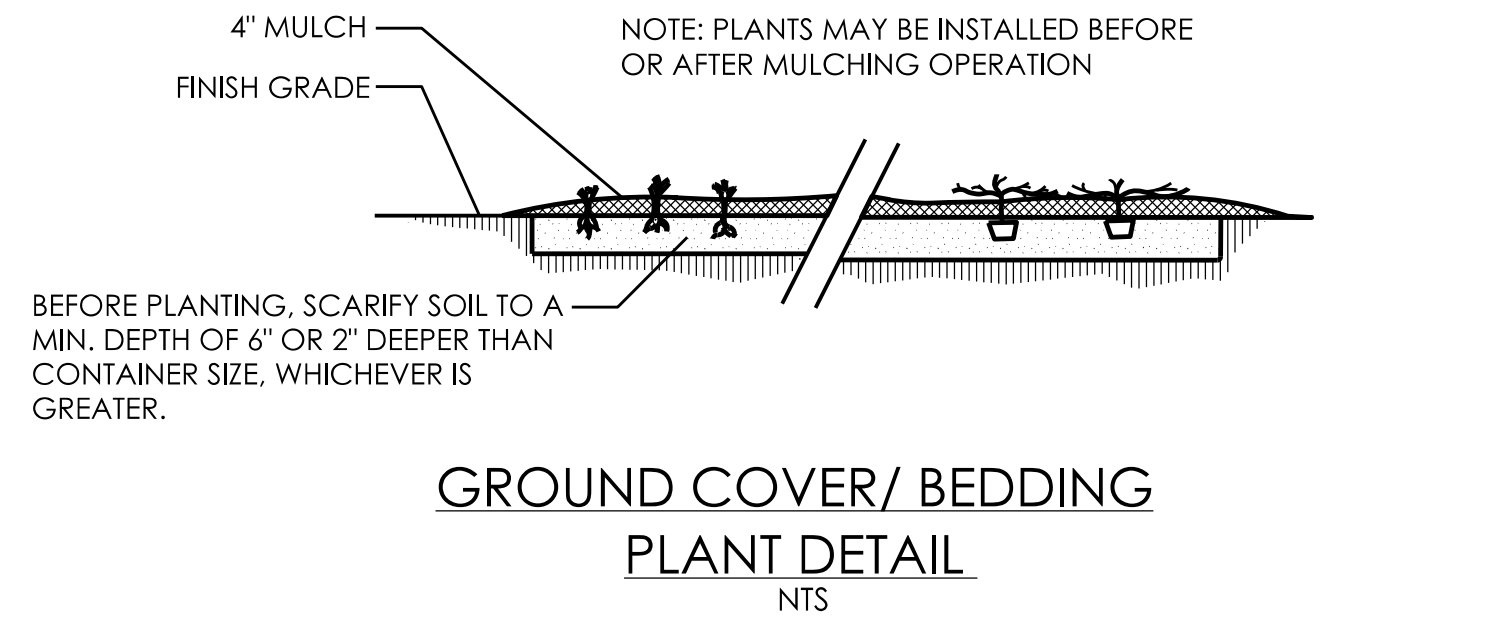 4" MULCH
NOTE: PLANTS MAY BE INSTALLED BEFORE
OR AFTER MULCHING OPERATION
FINISH GRADE
BEFORE PLANTING, SCARIFY SOIL TO A
MIN. DEPTH OF 6" OR 2" DEEPER THAN
CONTAINER SIZE, WHICHEVER IS
GREATER.
GROUND COVER/ BEDDING
PLANT DETAIL
NTS